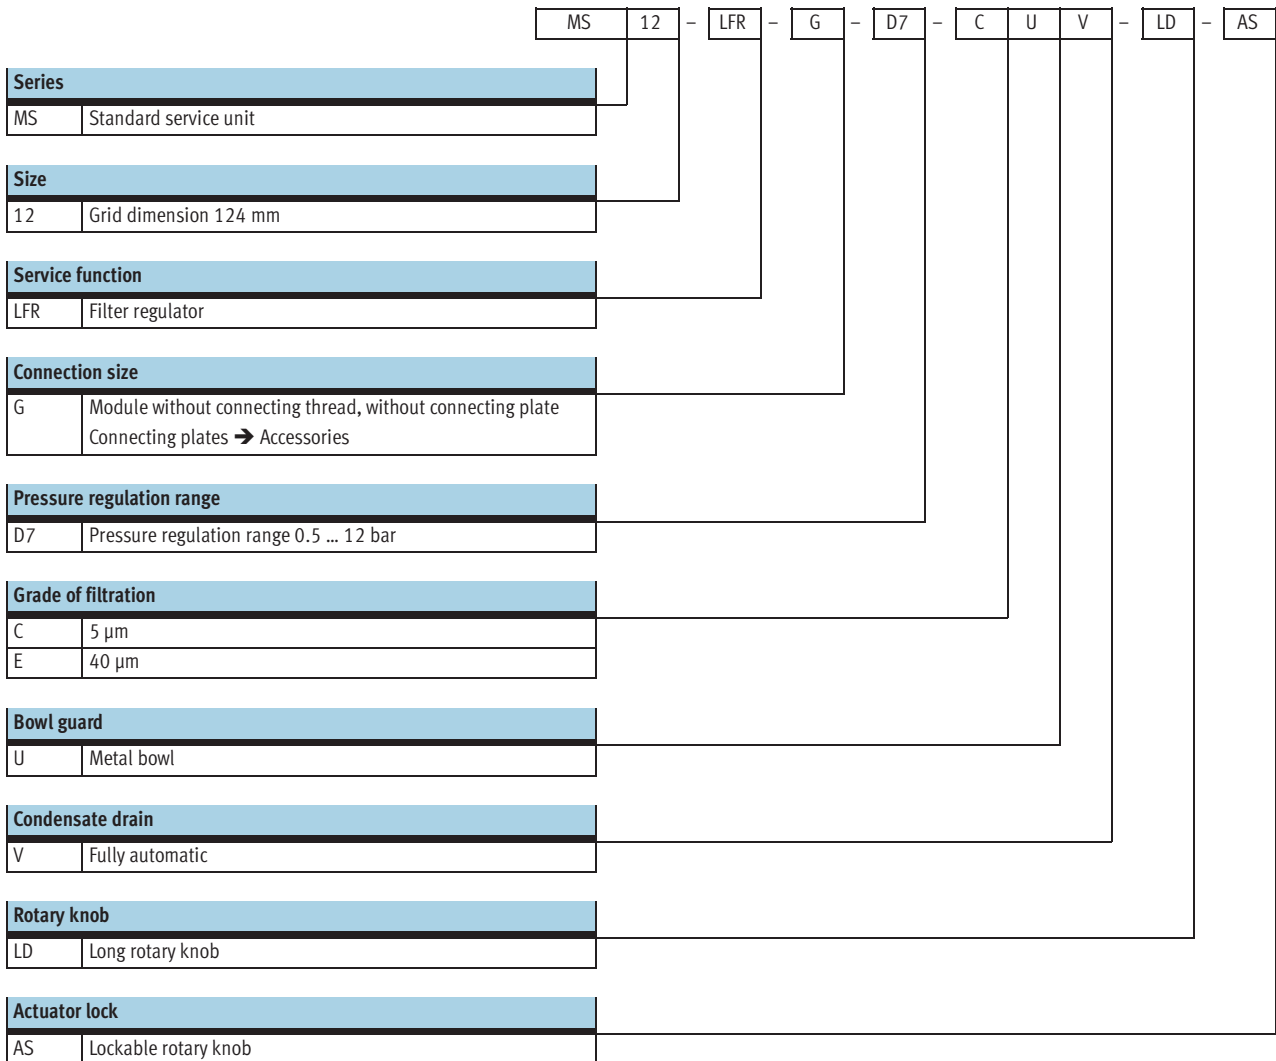 MS 12 – LFR – G – D7 – C U V – LD – AS
Series
MS Standard service unit
Size
12 Grid dimension 124 mm
Service function
LFR Filter regulator
Connection size
G Module without connecting thread, without connecting plate
Connecting plates ➔ Accessories
Pressure regulation range
D7 Pressure regulation range 0.5 … 12 bar
Grade of filtration
C 5 µm
E 40 µm
Bowl guard
U Metal bowl
Condensate drain
V Fully automatic
Rotary knob
LD Long rotary knob
Actuator lock
AS Lockable rotary knob